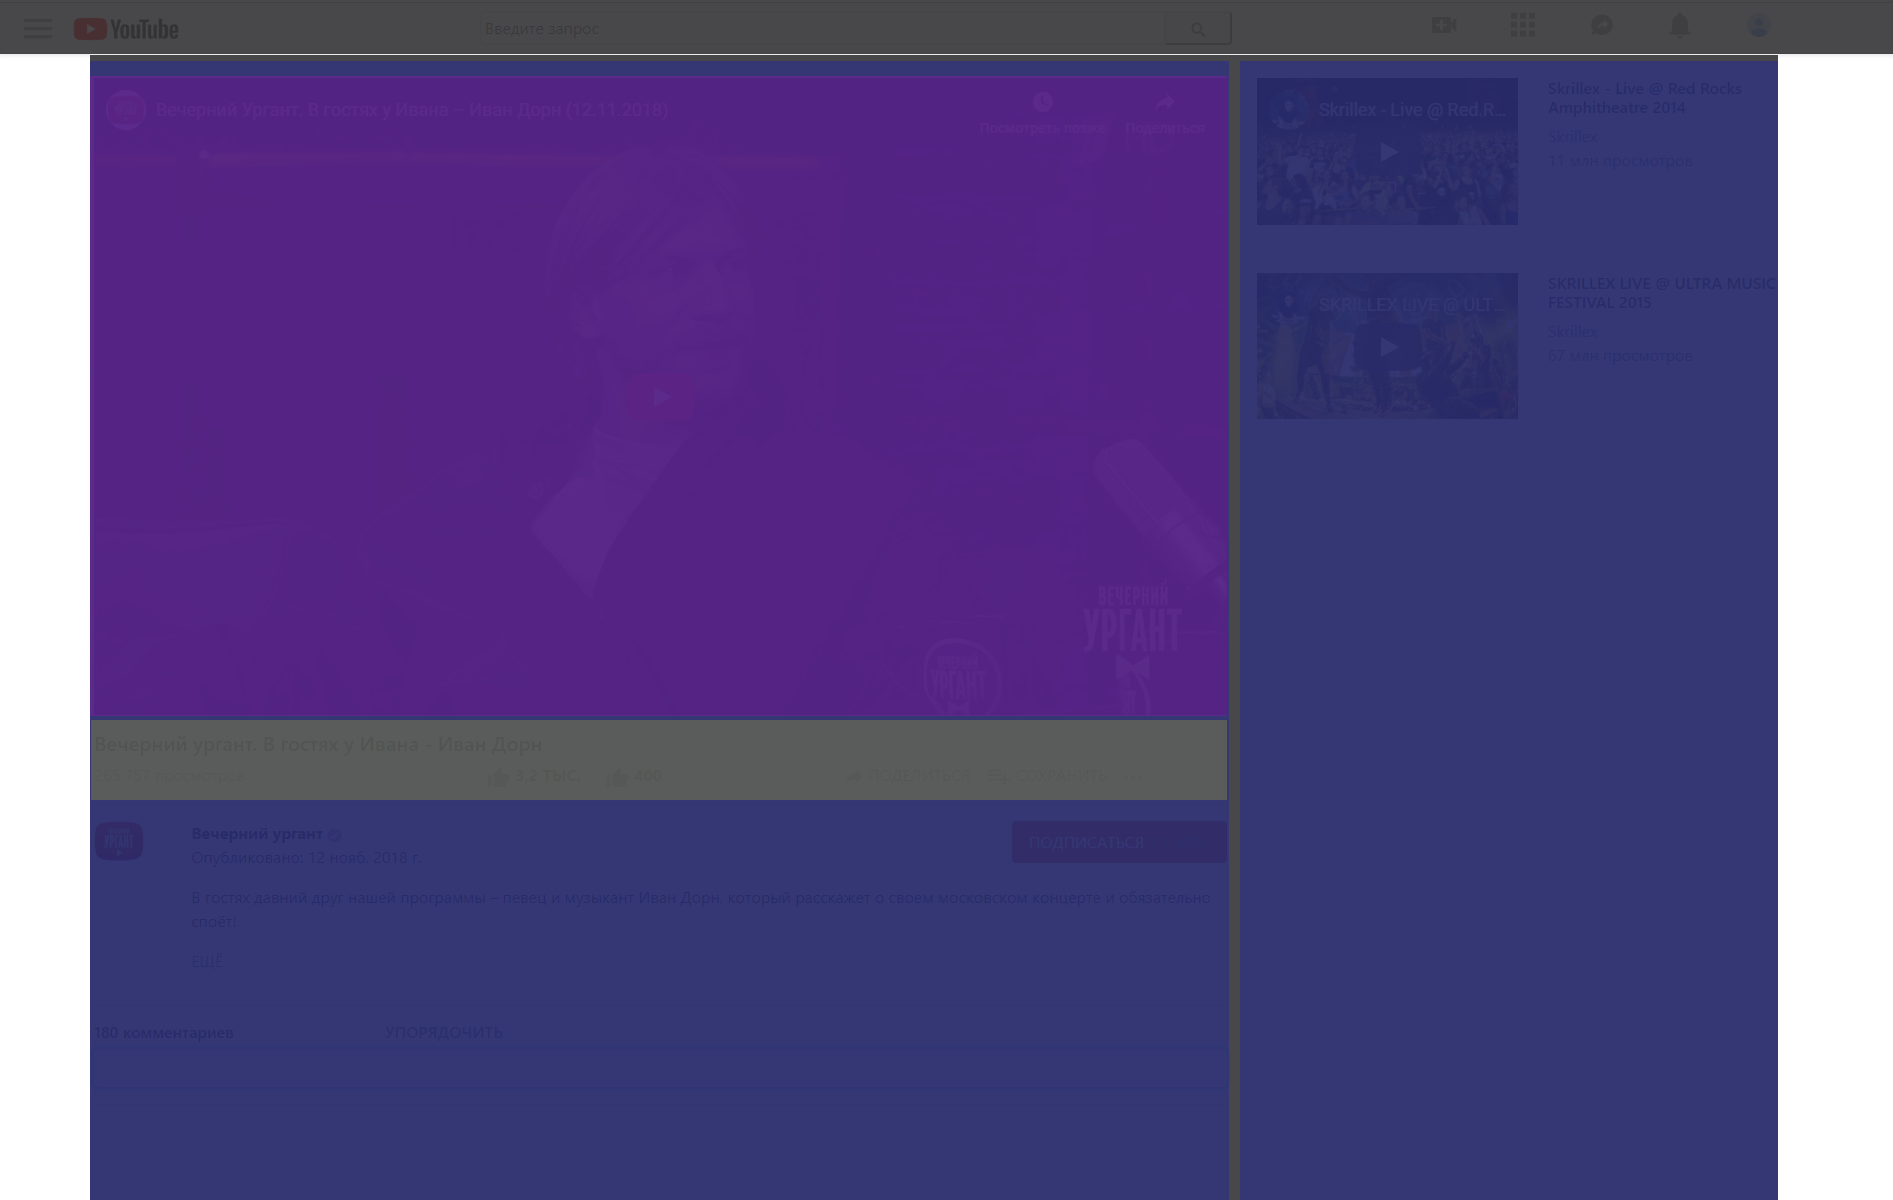 YouTube
Введите запрос
Вечерний Ургант. В гостях у Ивана – Иван Дорн (12.11.2018)
Посмотреть позже
Поделиться
ВЕЧЕРНИЙ
УРГАНТ
ВЕЧЕРНИЙ
УРГАНТ
Вечерний ургант. В гостях у Ивана - Иван Дорн
3,2 ТЫС.
400
ПОДЕЛИТЬСЯ
СОХРАНИТЬ
УРГАНТ
Вечерний ургант
Опубликовано: 12 нояб. 2018 г.
ПОДПИСАТЬСЯ
В гостях давний друг нашей программы – певец и музыкант Иван Дорн, который расскажет о своем московском концерте и обязательно
споёт!
ЕЩЁ
180 комментариев
УПОРЯДОЧИТЬ
Skrillex - Live @ Red R...
Skrillex - Live @ Red Rocks
Amphitheatre 2014
Skrillex
11 млн просмотров
SKRILLEX LIVE @ ULT...
SKRILLEX LIVE @ ULTRA MUSIC
FESTIVAL 2015
Skrillex
67 млн просмотров